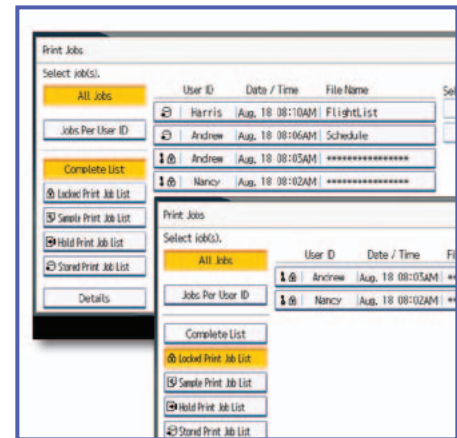 Print Jobs
Select job(s).
All Jobs
Jobs Per User ID
Complete List
Locked Print Job List
Sample Print Job List
Hold Print Job List
Stored Print Job List
Details
User ID Date / Time File Name
Harris Aug. 18 08:10AM FlightList
Andrew Aug. 18 08:06AM Schedule
Andrew Aug. 18 08:03AM ****************
Nancy Aug. 18 08:02AM ****************
Sel
Print Jobs
Select job(s).
All Jobs
Jobs Per User ID
Complete List
Locked Print Job List
Sample Print Job List
Hold Print Job List
Stored Print Job List
User ID Date / Time Fi
Andrew Aug. 18 08:03AM **
Nancy Aug. 18 08:02AM **